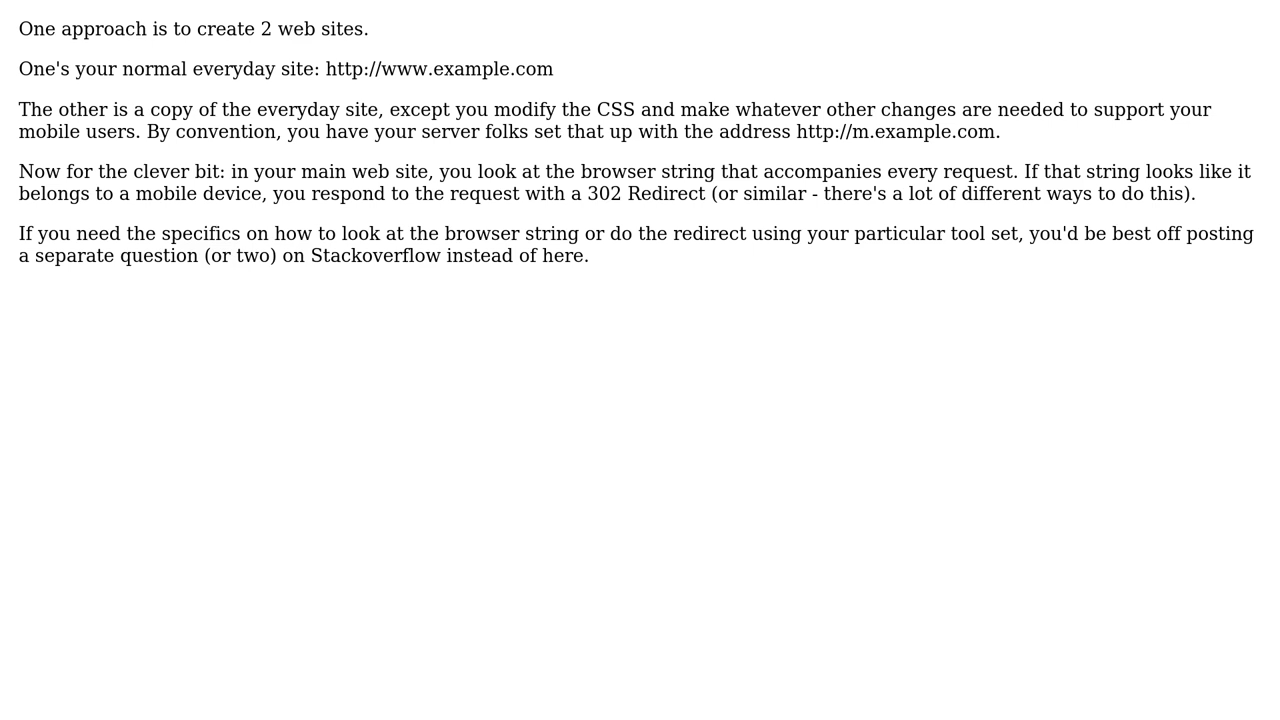 One approach is to create 2 web sites.
One's your normal everyday site: http://www.example.com
The other is a copy of the everyday site, except you modify the CSS and make whatever other changes are needed to support your
mobile users. By convention, you have your server folks set that up with the address http://m.example.com.
Now for the clever bit: in your main web site, you look at the browser string that accompanies every request. If that string looks like it
belongs to a mobile device, you respond to the request with a 302 Redirect (or similar - there's a lot of different ways to do this).
If you need the specifics on how to look at the browser string or do the redirect using your particular tool set, you'd be best off posting
a separate question (or two) on Stackoverflow instead of here.